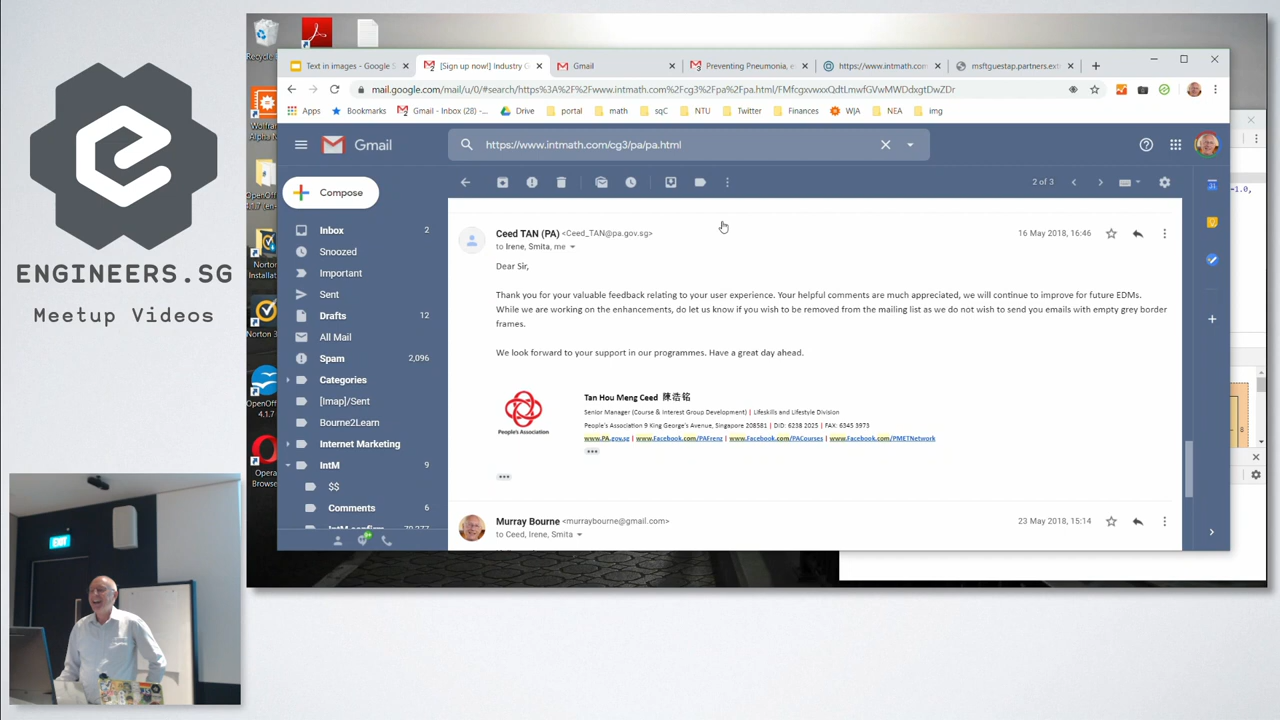 ENGINEERS.SG
Meetup Videos
EXIT
Text in images - Google S
[Sign up now!] Industry G
Gmail
Preventing Pneumonia, e
https://www.intmath.com
msftguestap.partners.ext
mail.google.com/mail/u/0/#search/https%3A%2F%2Fwww.intmath.com%2Fcg3%2Fpa%2Fpa.html/FMfcgxvwxxQdtLmwfGVwMWDdxgtDwZDr
Apps
Bookmarks
Gmail - Inbox (28) -
Drive
portal
math
sqC
NTU
Twitter
Finances
WJA
NEA
img
Gmail
https://www.intmath.com/cg3/pa/pa.html
Compose
2 of 3
Inbox 2
Snoozed
Important
Sent
Drafts 12
All Mail
Spam 2,096
Categories
[Imap]/Sent
Bourne2Learn
Internet Marketing
IntM 9
$$
Comments 6
Ceed TAN (PA) <Ceed_TAN@pa.gov.sg>
16 May 2018, 16:46
to Irene, Smita, me
Dear Sir,
Thank you for your valuable feedback relating to your user experience. Your helpful comments are much appreciated, we will continue to improve for future EDMs.
While we are working on the enhancements, do let us know if you wish to be removed from the mailing list as we do not wish to send you emails with empty grey border
frames.
We look forward to your support in our programmes. Have a great day ahead.
People's Association
Tan Hou Meng Ceed 陳浩铭
Senior Manager (Course & Interest Group Development) | Lifeskills and Lifestyle Division
People's Association 9 King George's Avenue, Singapore 208581 | DID: 6238 2025 | FAX: 6345 3973
www.PA.gov.sg | www.Facebook.com/PAFrenz | www.Facebook.com/PACourses | www.Facebook.com/PMETNetwork
Murray Bourne <murraybourne@gmail.com>
23 May 2018, 15:14
to Ceed, Irene, Smita